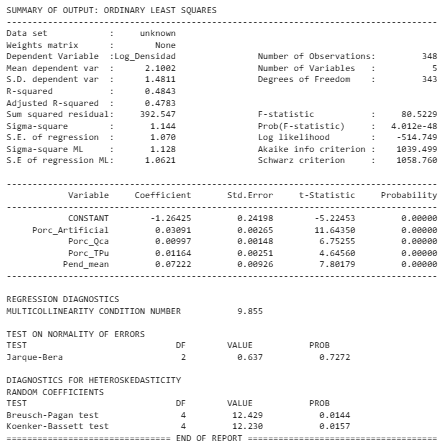 SUMMARY OF OUTPUT: ORDINARY LEAST SQUARES
----------------------------------------------------------------------------
Data set : unknown
Weights matrix : None
Dependent Variable :Log_Densidad Number of Observations: 348
Mean dependent var : 2.1002 Number of Variables : 5
S.D. dependent var : 1.4811 Degrees of Freedom : 343
R-squared : 0.4843
Adjusted R-squared : 0.4783
Sum squared residual: 392.547 F-statistic : 80.5229
Sigma-square : 1.144 Prob(F-statistic) : 4.012e-48
S.E. of regression : 1.070 Log likelihood : -514.749
Sigma-square ML : 1.128 Akaike info criterion : 1039.499
S.E of regression ML: 1.0621 Schwarz criterion : 1058.760
----------------------------------------------------------------------------
Variable Coefficient Std.Error t-Statistic Probability
----------------------------------------------------------------------------
CONSTANT -1.26425 0.24198 -5.22453 0.00000
Porc_Artificial 0.03091 0.00265 11.64350 0.00000
Porc_Qca 0.00997 0.00148 6.75255 0.00000
Porc_TPu 0.01164 0.00251 4.64560 0.00000
Pend_mean 0.07222 0.00926 7.80179 0.00000
----------------------------------------------------------------------------
REGRESSION DIAGNOSTICS
MULTICOLLINEARITY CONDITION NUMBER 9.855
TEST ON NORMALITY OF ERRORS
TEST DF VALUE PROB
Jarque-Bera 2 0.637 0.7272
DIAGNOSTICS FOR HETEROSKEDASTICITY
RANDOM COEFFICIENTS
TEST DF VALUE PROB
Breusch-Pagan test 4 12.429 0.0144
Koenker-Bassett test 4 12.230 0.0157
============================== END OF REPORT ==============================